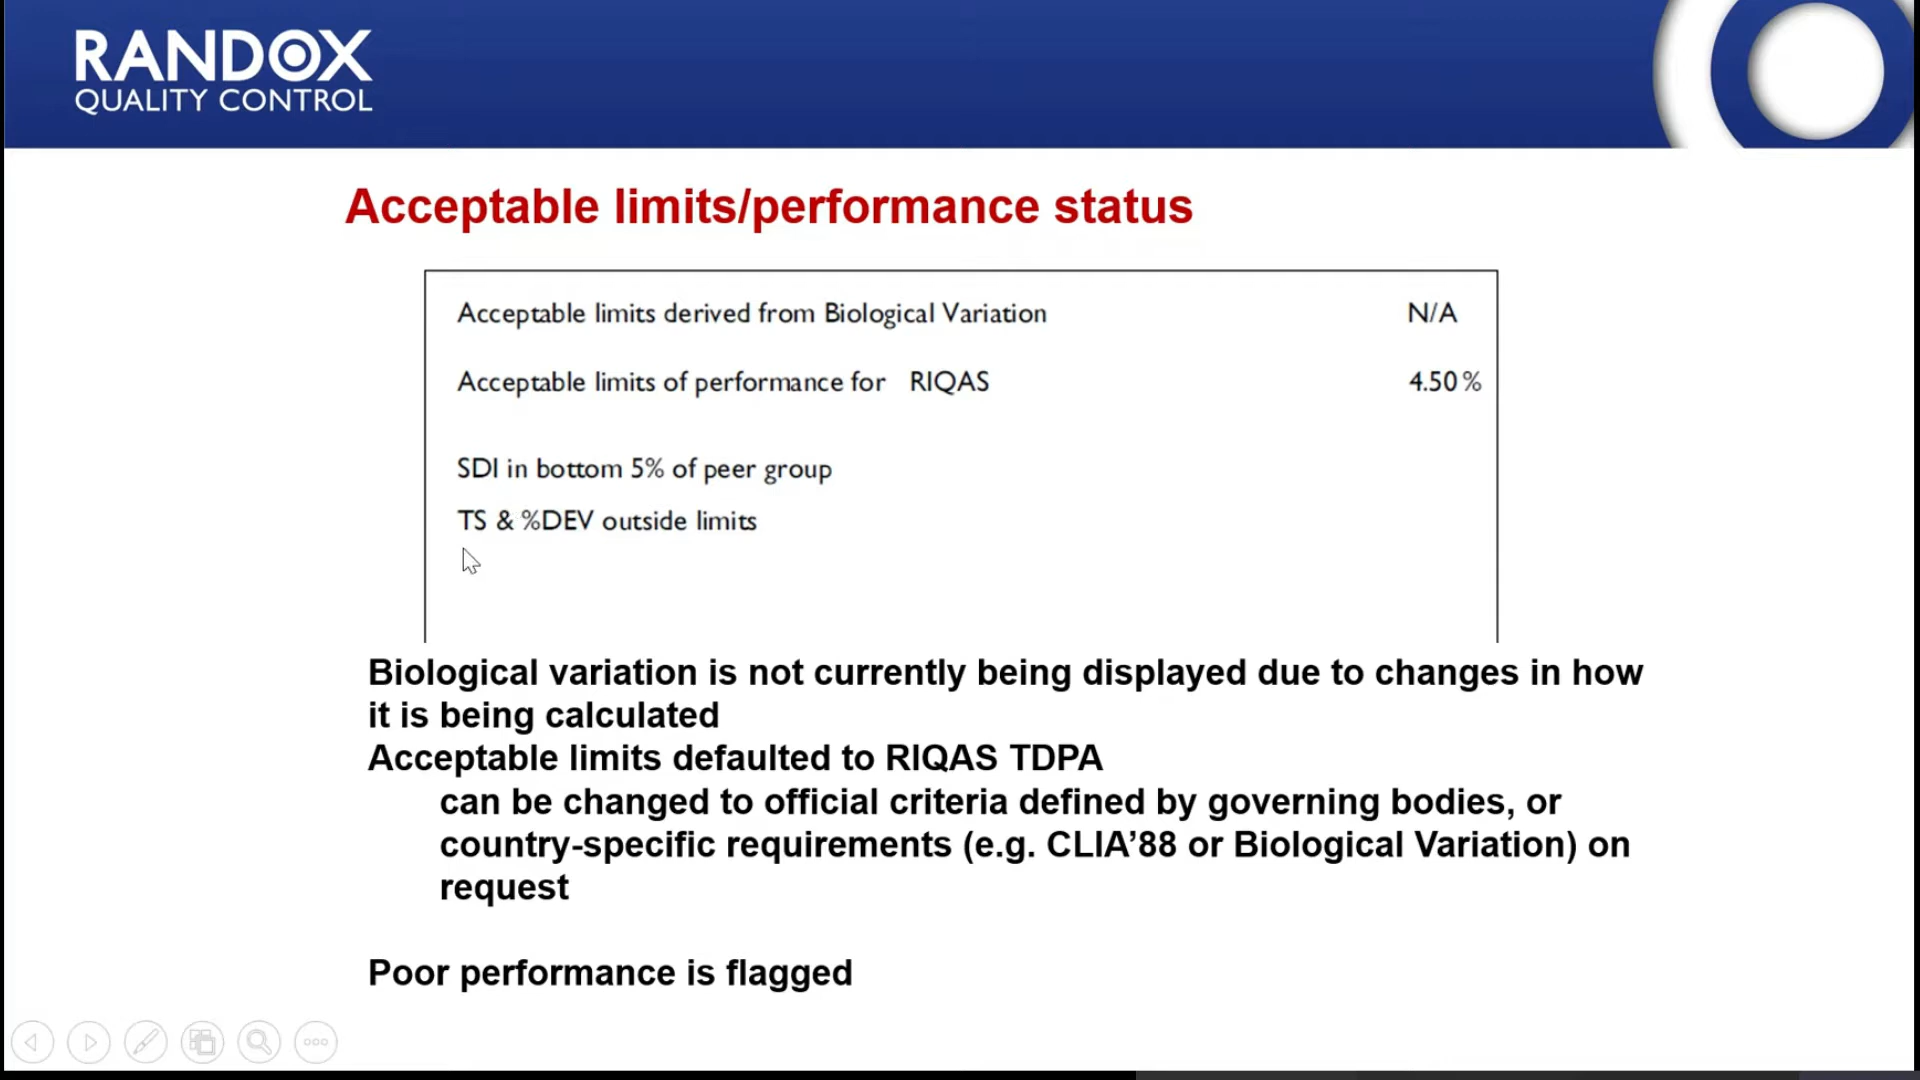 RANDOX
QUALITY CONTROL
Acceptable limits/performance status
Acceptable limits derived from Biological Variation N/A
Acceptable limits of performance for RIQAS 4.50 %
SDI in bottom 5% of peer group
TS & %DEV outside limits
Biological variation is not currently being displayed due to changes in how
it is being calculated
Acceptable limits defaulted to RIQAS TDPA
can be changed to official criteria defined by governing bodies, or
country-specific requirements (e.g. CLIA’88 or Biological Variation) on
request
Poor performance is flagged